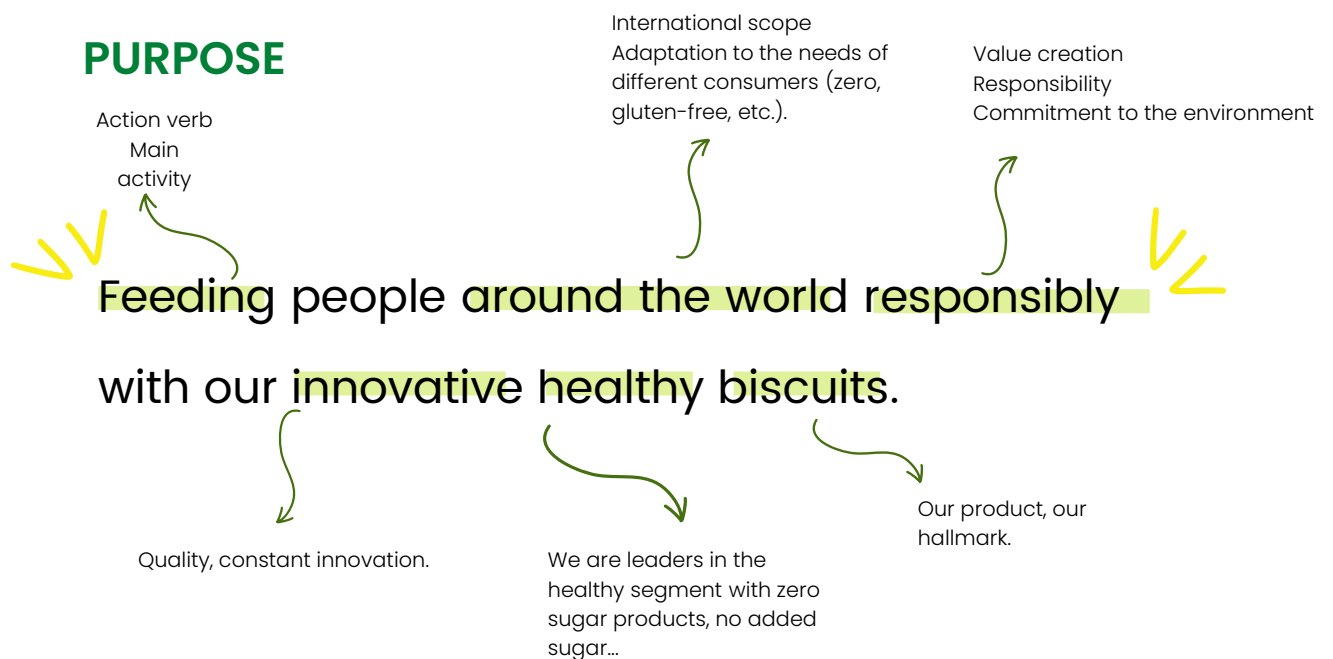 PURPOSE
Action verb
Main
activity
International scope
Adaptation to the needs of
different consumers (zero,
gluten-free, etc.).
Value creation
Responsibility
Commitment to the environment
Feeding people around the world responsibly
with our innovative healthy biscuits.
Quality, constant innovation.
We are leaders in the
healthy segment with zero
sugar products, no added
sugar...
Our product, our
hallmark.